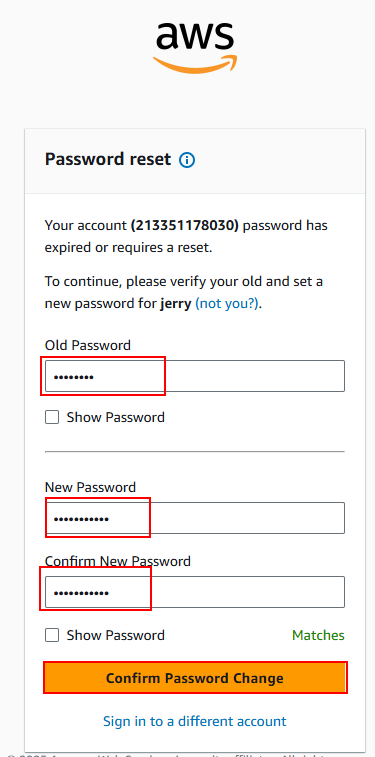 aws
Password reset
Your account (213351178030) password has
expired or requires a reset.
To continue, please verify your old and set a
new password for jerry (not you?).
Old Password
••••••••
Show Password
New Password
•••••••••••
Confirm New Password
•••••••••••
Show Password
Matches
Confirm Password Change
Sign in to a different account